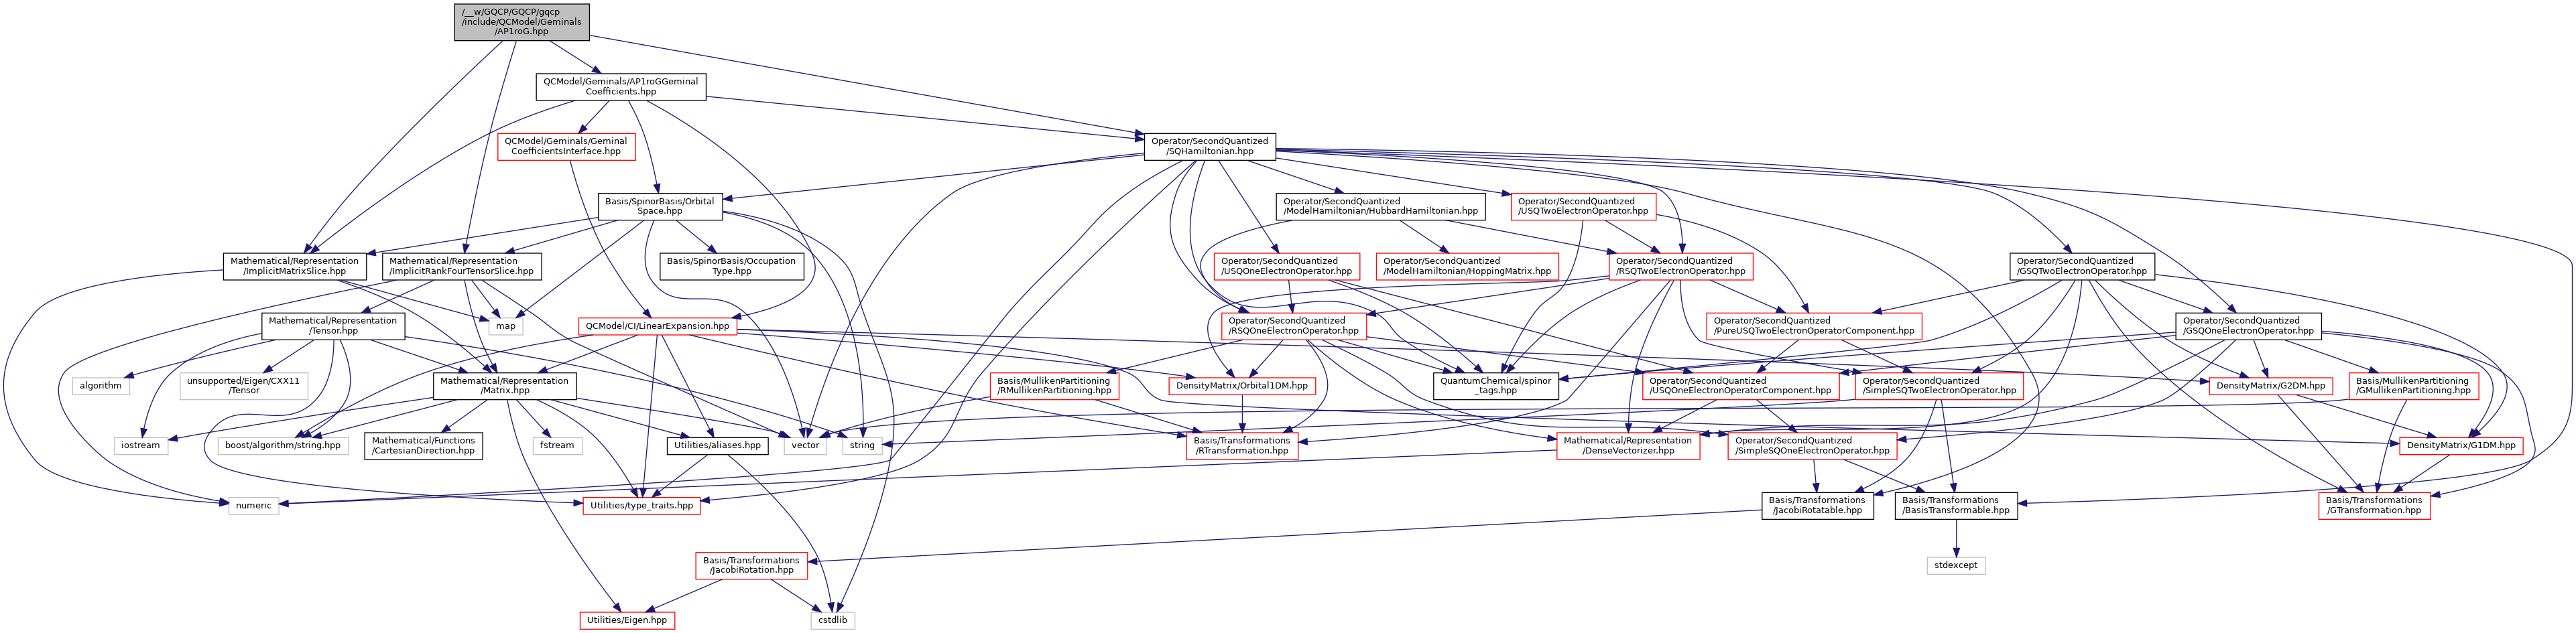 /__w/GQCP/GQCP/gqcp
/include/QCModel/Geminals
/AP1roG.hpp
QCModel/Geminals/AP1roGGeminal
Coefficients.hpp
QCModel/Geminals/Geminal
CoefficientsInterface.hpp
Operator/SecondQuantized
/SQHamiltonian.hpp
Basis/SpinorBasis/Orbital
Space.hpp
Operator/SecondQuantized
/ModelHamiltonian/HubbardHamiltonian.hpp
Operator/SecondQuantized
/USQTwoElectronOperator.hpp
Mathematical/Representation
/ImplicitMatrixSlice.hpp
Mathematical/Representation
/ImplicitRankFourTensorSlice.hpp
Basis/SpinorBasis/Occupation
Type.hpp
Operator/SecondQuantized
/USQOneElectronOperator.hpp
Operator/SecondQuantized
/ModelHamiltonian/HoppingMatrix.hpp
Operator/SecondQuantized
/RSQTwoElectronOperator.hpp
Operator/SecondQuantized
/GSQTwoElectronOperator.hpp
Mathematical/Representation
/Tensor.hpp
map
QCModel/CI/LinearExpansion.hpp
Operator/SecondQuantized
/RSQOneElectronOperator.hpp
Operator/SecondQuantized
/PureUSQTwoElectronOperatorComponent.hpp
Operator/SecondQuantized
/GSQOneElectronOperator.hpp
algorithm
unsupported/Eigen/CXX11
/Tensor
Mathematical/Representation
/Matrix.hpp
Basis/MullikenPartitioning
/RMullikenPartitioning.hpp
DensityMatrix/Orbital1DM.hpp
QuantumChemical/spinor
_tags.hpp
Operator/SecondQuantized
/USQOneElectronOperatorComponent.hpp
Operator/SecondQuantized
/SimpleSQTwoElectronOperator.hpp
DensityMatrix/G2DM.hpp
Basis/MullikenPartitioning
/GMullikenPartitioning.hpp
iostream
boost/algorithm/string.hpp
Mathematical/Functions
/CartesianDirection.hpp
fstream
Utilities/aliases.hpp
vector
string
Basis/Transformations
/RTransformation.hpp
Mathematical/Representation
/DenseVectorizer.hpp
Operator/SecondQuantized
/SimpleSQOneElectronOperator.hpp
DensityMatrix/G1DM.hpp
numeric
Utilities/type_traits.hpp
Basis/Transformations
/JacobiRotatable.hpp
Basis/Transformations
/BasisTransformable.hpp
Basis/Transformations
/GTransformation.hpp
Basis/Transformations
/JacobiRotation.hpp
stdexcept
Utilities/Eigen.hpp
cstdlib